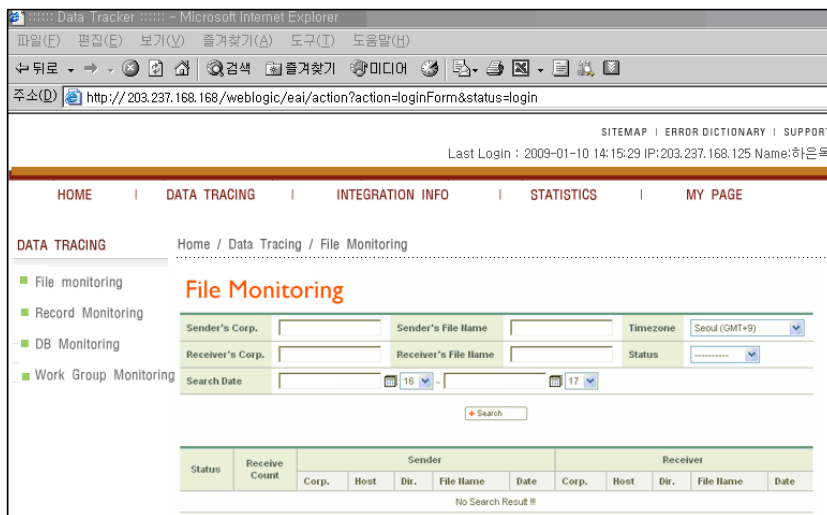 :::::: Data Tracker :::::: - Microsoft Internet Explorer
파일(F) 편집(E) 보기(V) 즐겨찾기(A) 도구(T) 도움말(H)
뒤로 검색 즐겨찾기 미디어
주소(D) http://203.237.168.168/weblogic/eai/action?action=loginForm&status=login
SITEMAP | ERROR DICTIONARY | SUPPORT
Last Login : 2009-01-10 14:15:29 IP:203.237.168.125 Name:하은옥
HOME | DATA TRACING | INTEGRATION INFO | STATISTICS | MY PAGE
DATA TRACING
Home / Data Tracing / File Monitoring
File monitoring
Record Monitoring
DB Monitoring
Work Group Monitoring
File Monitoring
Sender's Corp. Sender's File Name Timezone Seoul (GMT+9)
Receiver's Corp. Receiver's File Name Status ----------
Search Date 16 ~ 17
+ Search
Status Receive Count Sender Receiver
Corp. Host Dir. File Name Date Corp. Host Dir. File Name Date
No Search Result !!!